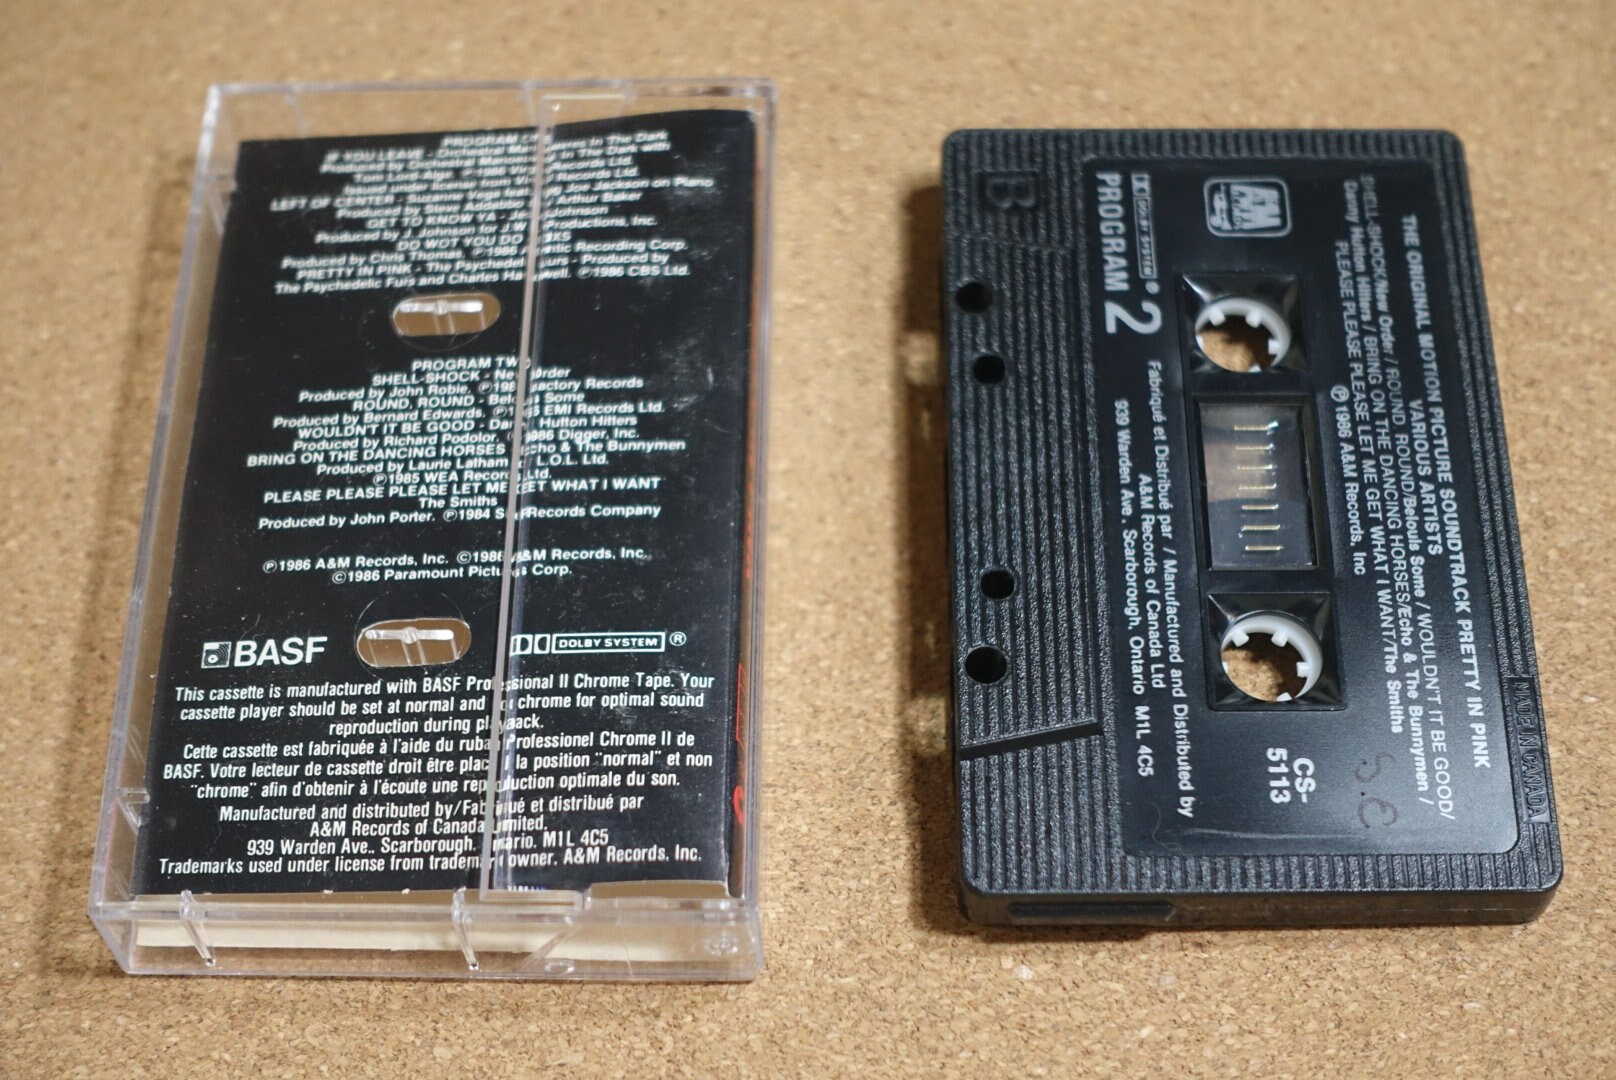 PROGRAM
IF YOU LEAVE - Orchestral Manoeuvres In The Dark
Produced by Orchestral Manoeuvres In The Dark with
Tom Lord-Alge. ℗1986 Records Ltd.
Issued under license from Records Ltd.
LEFT OF CENTER - Suzanne Vega Joe Jackson on Piano
Produced by Steve Addabbo Arthur Baker
GET TO KNOW YA - Jesse Johnson
Produced by J. Johnson for J.W Productions, Inc.
DO WOT YOU DO - INXS
Produced by Chris Thomas. ℗1986 Atlantic Recording Corp.
PRETTY IN PINK - The Psychedelic Furs - Produced by
The Psychedelic Furs and Charles Harrowell. ℗1986 CBS Ltd.
PROGRAM TWO
SHELL-SHOCK - New Order
Produced by John Robie. ℗1986 Factory Records
ROUND, ROUND - Belouis Some
Produced by Bernard Edwards. ℗1986 EMI Records Ltd.
WOULDN'T IT BE GOOD - Danny Hutton Hitters
Produced by Richard Podolor. ℗1986 Digger, Inc.
BRING ON THE DANCING HORSES Echo & The Bunnymen
Produced by Laurie Latham L.O.L. Ltd.
℗1985 WEA Records Ltd.
PLEASE PLEASE PLEASE LET ME GET WHAT I WANT
The Smiths
Produced by John Porter. ℗1984 Records Company
℗1986 A&M Records, Inc. ©1986 A&M Records, Inc.
©1986 Paramount Pictures Corp.
BASF
DOLBY SYSTEM ®
This cassette is manufactured with BASF Professional II Chrome Tape. Your
cassette player should be set at normal and not chrome for optimal sound
reproduction during playback.
Cette cassette est fabriquée à l'aide du ruban Professionel Chrome II de
BASF. Votre lecteur de cassette droit être placé à la position "normal" et non
"chrome" afin d'obtenir à l'écoute une reproduction optimale du son.
Manufactured and distributed by/Fabriqué et distribué par
A&M Records of Canada Limited.
939 Warden Ave., Scarborough, Ontario. M1L 4C5
Trademarks used under license from trademark owner, A&M Records, Inc.
THE ORIGINAL MOTION PICTURE SOUNDTRACK PRETTY IN PINK
VARIOUS ARTISTS
SHELL-SHOCK/New Order / ROUND, ROUND/Belouis Some / WOULDN'T IT BE GOOD/
Danny Hutton Hitters / BRING ON THE DANCING HORSES/Echo & The Bunnymen /
PLEASE PLEASE PLEASE LET ME GET WHAT I WANT/The Smiths
℗ 1986 A&M Records, Inc
A&M
RECORDS
CS-
5113
S.C
DOLBY SYSTEM ®
PROGRAM 2
Fabriqué et Distribué par / Manufactured and Distributed by
A&M Records of Canada Ltd
939 Warden Ave., Scarborough, Ontario M1L 4C5
B
MADE IN CANADA